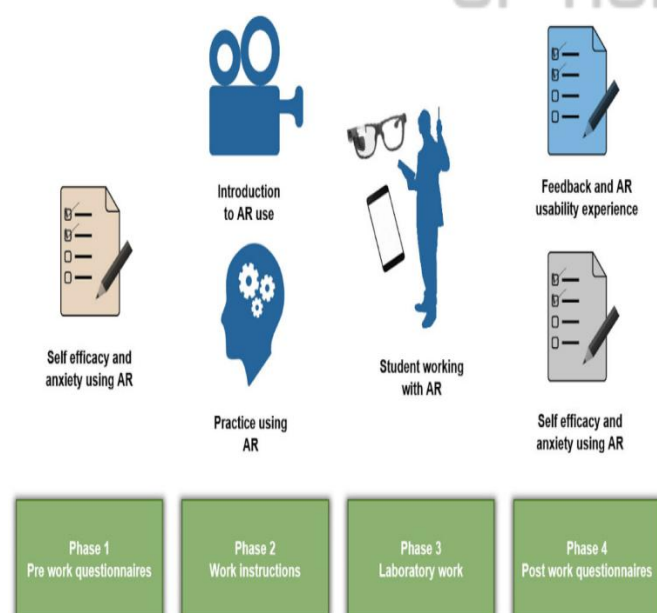 Self efficacy and
anxiety using AR
Introduction
to AR use
Practice using
AR
Student working
with AR
Feedback and AR
usability experience
Self efficacy and
anxiety using AR
Phase 1
Pre work questionnaires
Phase 2
Work instructions
Phase 3
Laboratory work
Phase 4
Post work questionnaires